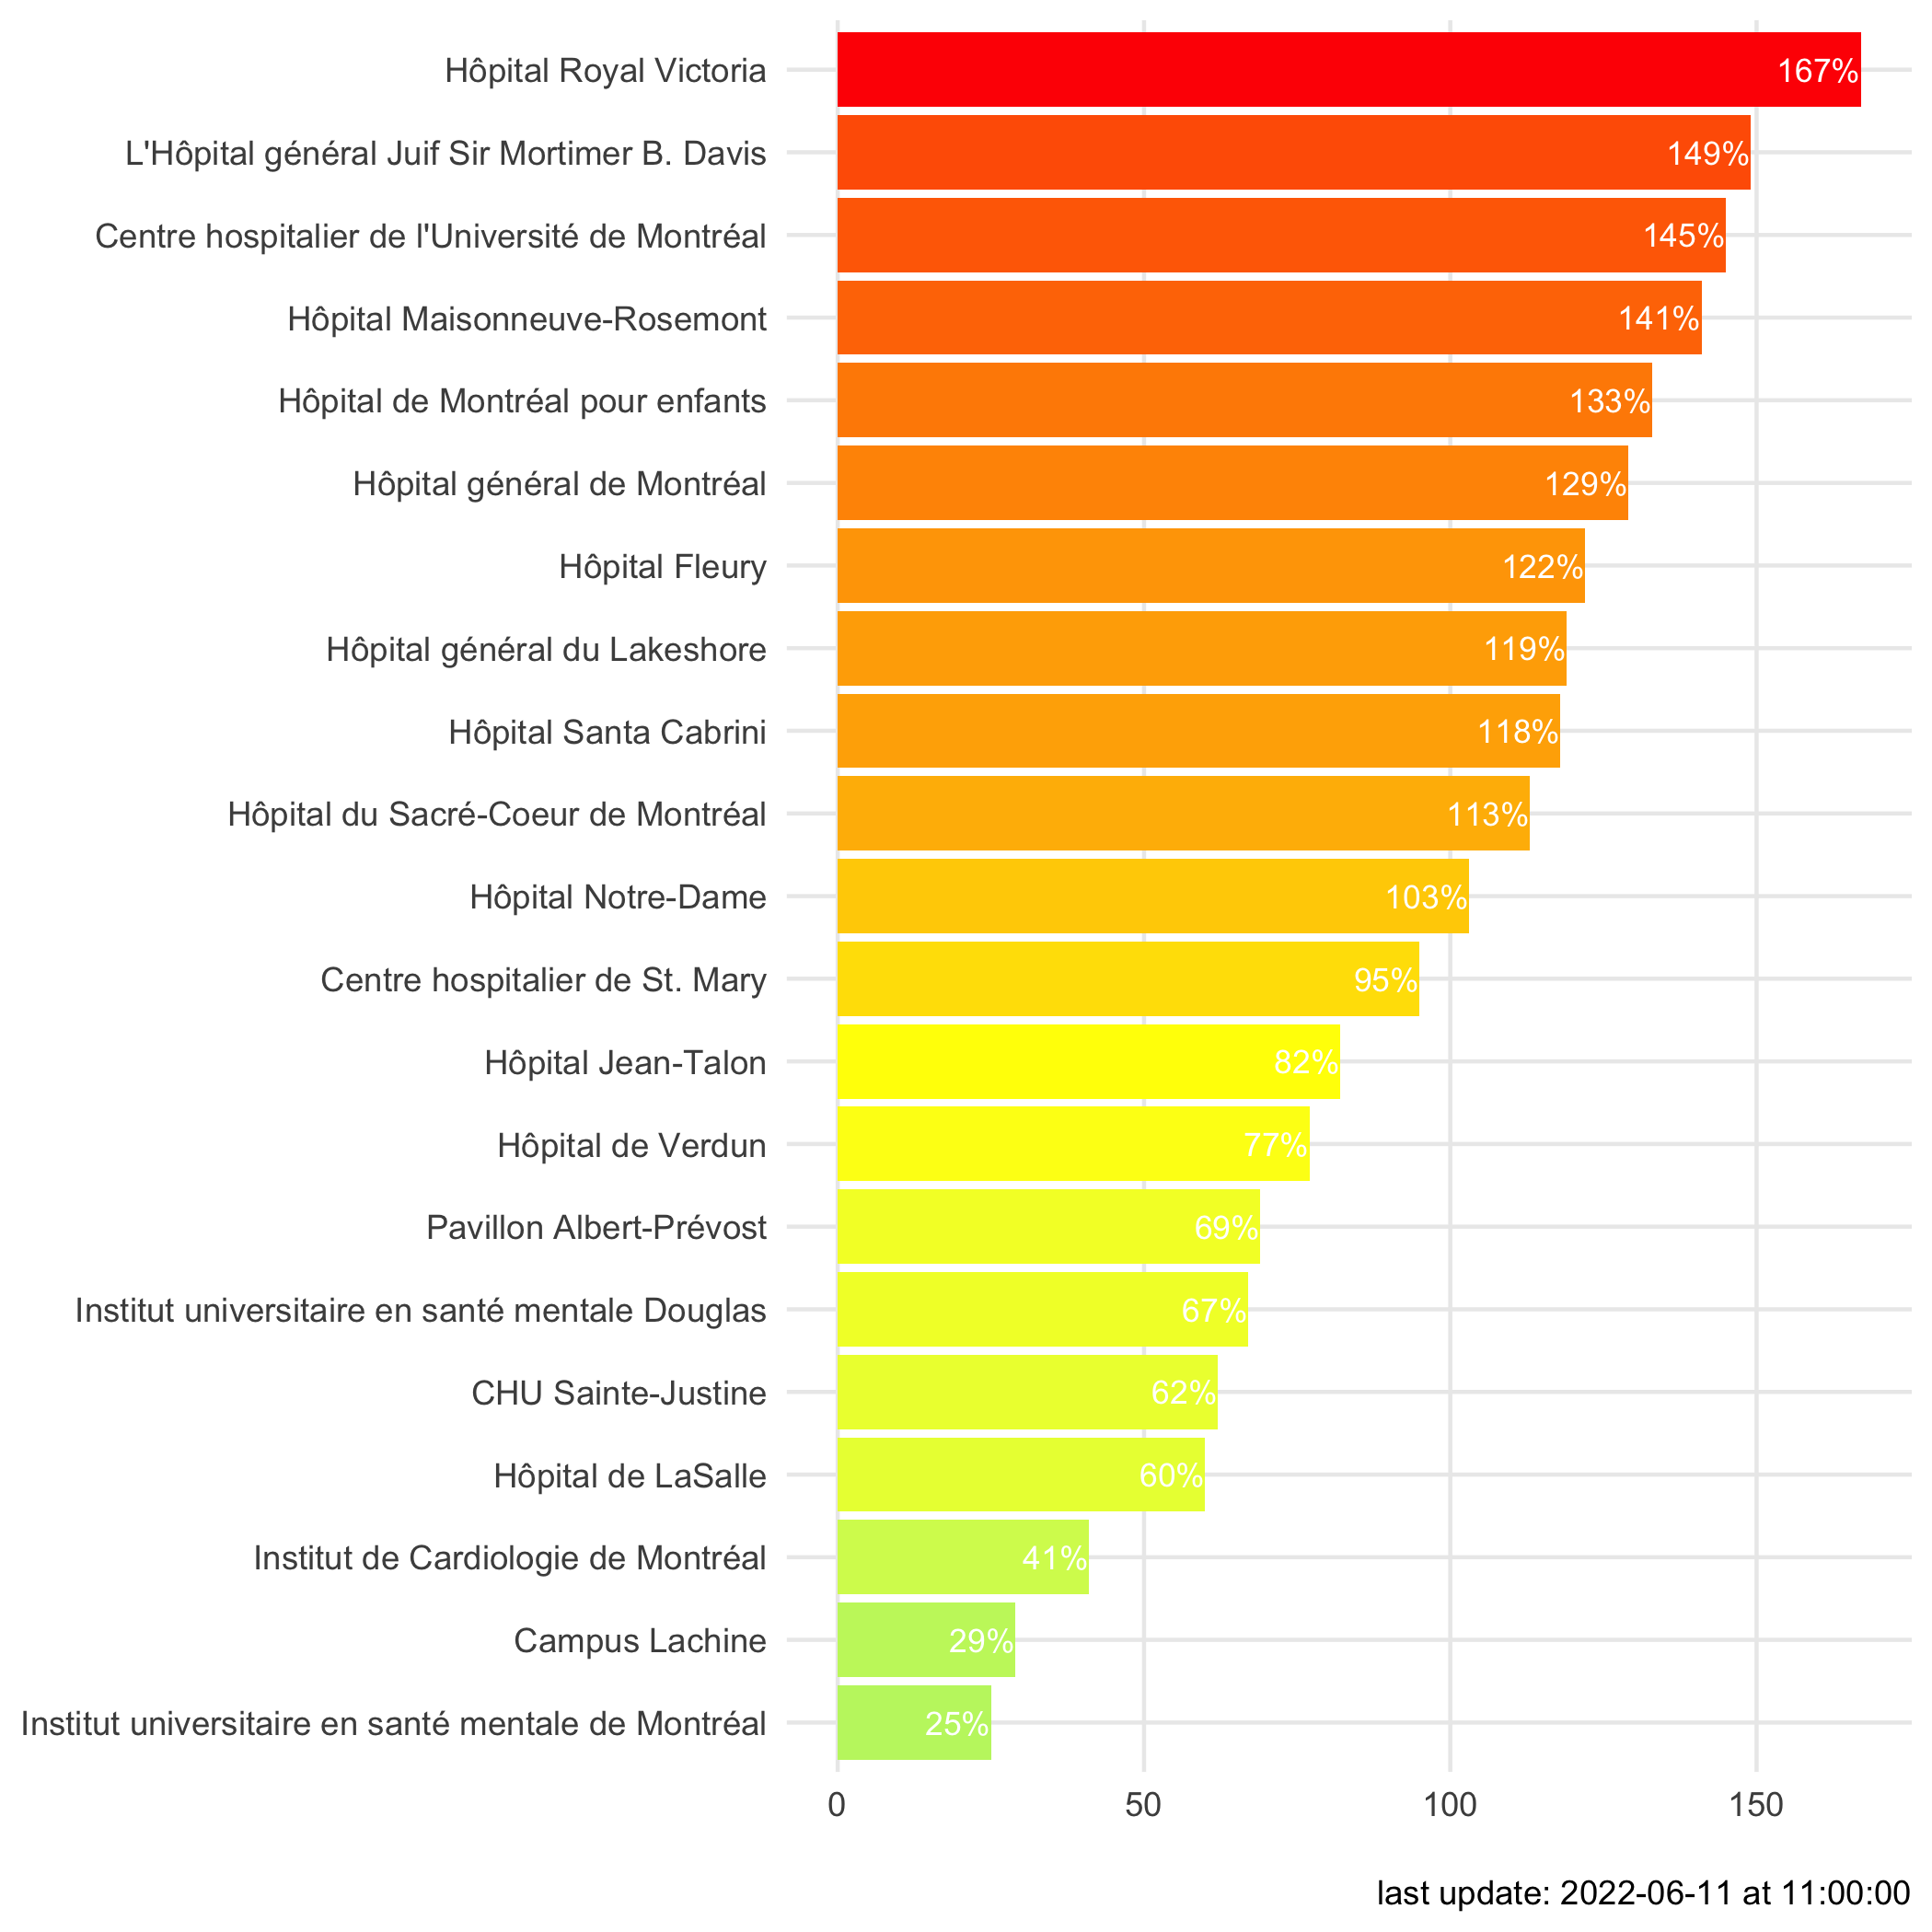 Hôpital Royal Victoria 167%
L'Hôpital général Juif Sir Mortimer B. Davis 149%
Centre hospitalier de l'Université de Montréal 145%
Hôpital Maisonneuve-Rosemont 141%
Hôpital de Montréal pour enfants 133%
Hôpital général de Montréal 129%
Hôpital Fleury 122%
Hôpital général du Lakeshore 119%
Hôpital Santa Cabrini 118%
Hôpital du Sacré-Coeur de Montréal 113%
Hôpital Notre-Dame 103%
Centre hospitalier de St. Mary 95%
Hôpital Jean-Talon 82%
Hôpital de Verdun 77%
Pavillon Albert-Prévost 69%
Institut universitaire en santé mentale Douglas 67%
CHU Sainte-Justine 62%
Hôpital de LaSalle 60%
Institut de Cardiologie de Montréal 41%
Campus Lachine 29%
Institut universitaire en santé mentale de Montréal 25%
0 50 100 150
last update: 2022-06-11 at 11:00:00